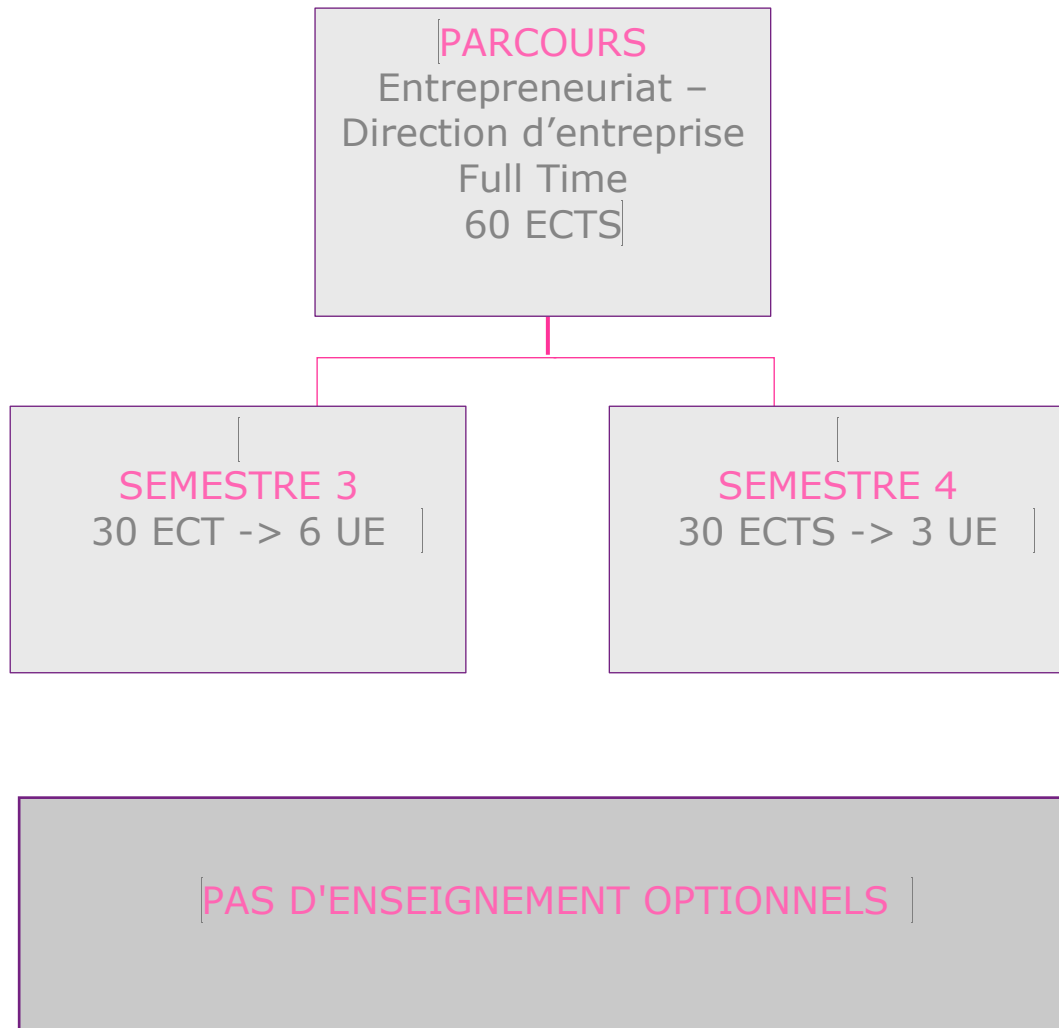 PARCOURS
Entrepreneuriat –
Direction d’entreprise
Full Time
60 ECTS
SEMESTRE 3
30 ECT -> 6 UE
SEMESTRE 4
30 ECTS -> 3 UE
PAS D'ENSEIGNEMENT OPTIONNELS